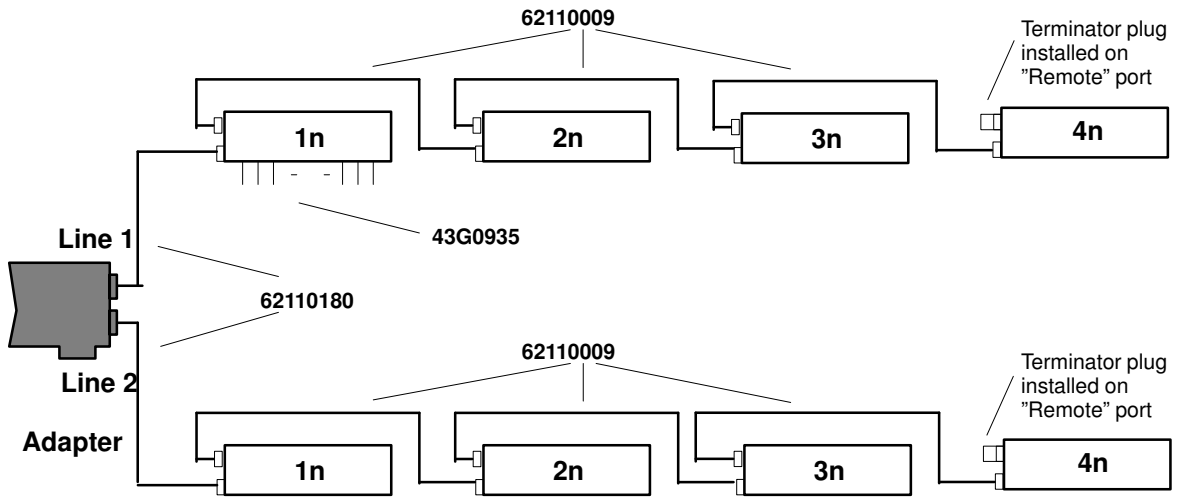 62110009
Terminator plug
installed on
”Remote” port
1n
2n
3n
4n
43G0935
Line 1
62110180
Line 2
Adapter
62110009
Terminator plug
installed on
”Remote” port
1n
2n
3n
4n